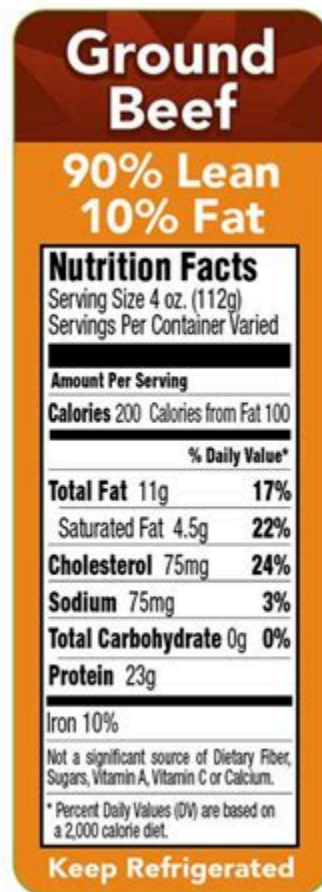 Ground
Beef
90% Lean
10% Fat
Nutrition Facts
Serving Size 4 oz. (112g)
Servings Per Container Varied
Amount Per Serving
Calories 200 Calories from Fat 100
% Daily Value*
Total Fat 11g 17%
Saturated Fat 4.5g 22%
Cholesterol 75mg 24%
Sodium 75mg 3%
Total Carbohydrate 0g 0%
Protein 23g
Iron 10%
Not a significant source of Dietary Fiber,
Sugars, Vitamin A, Vitamin C or Calcium.
* Percent Daily Values (DV) are based on
a 2,000 calorie diet.
Keep Refrigerated